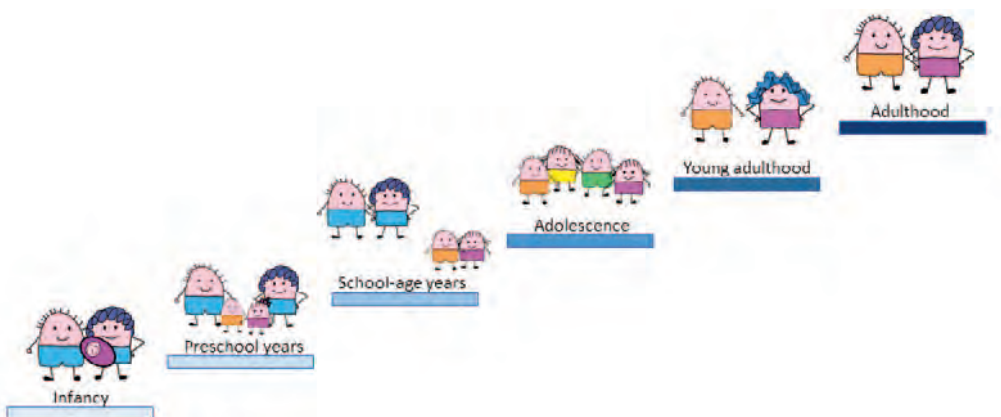 Infancy
Preschool years
School-age years
Adolescence
Young adulthood
Adulthood